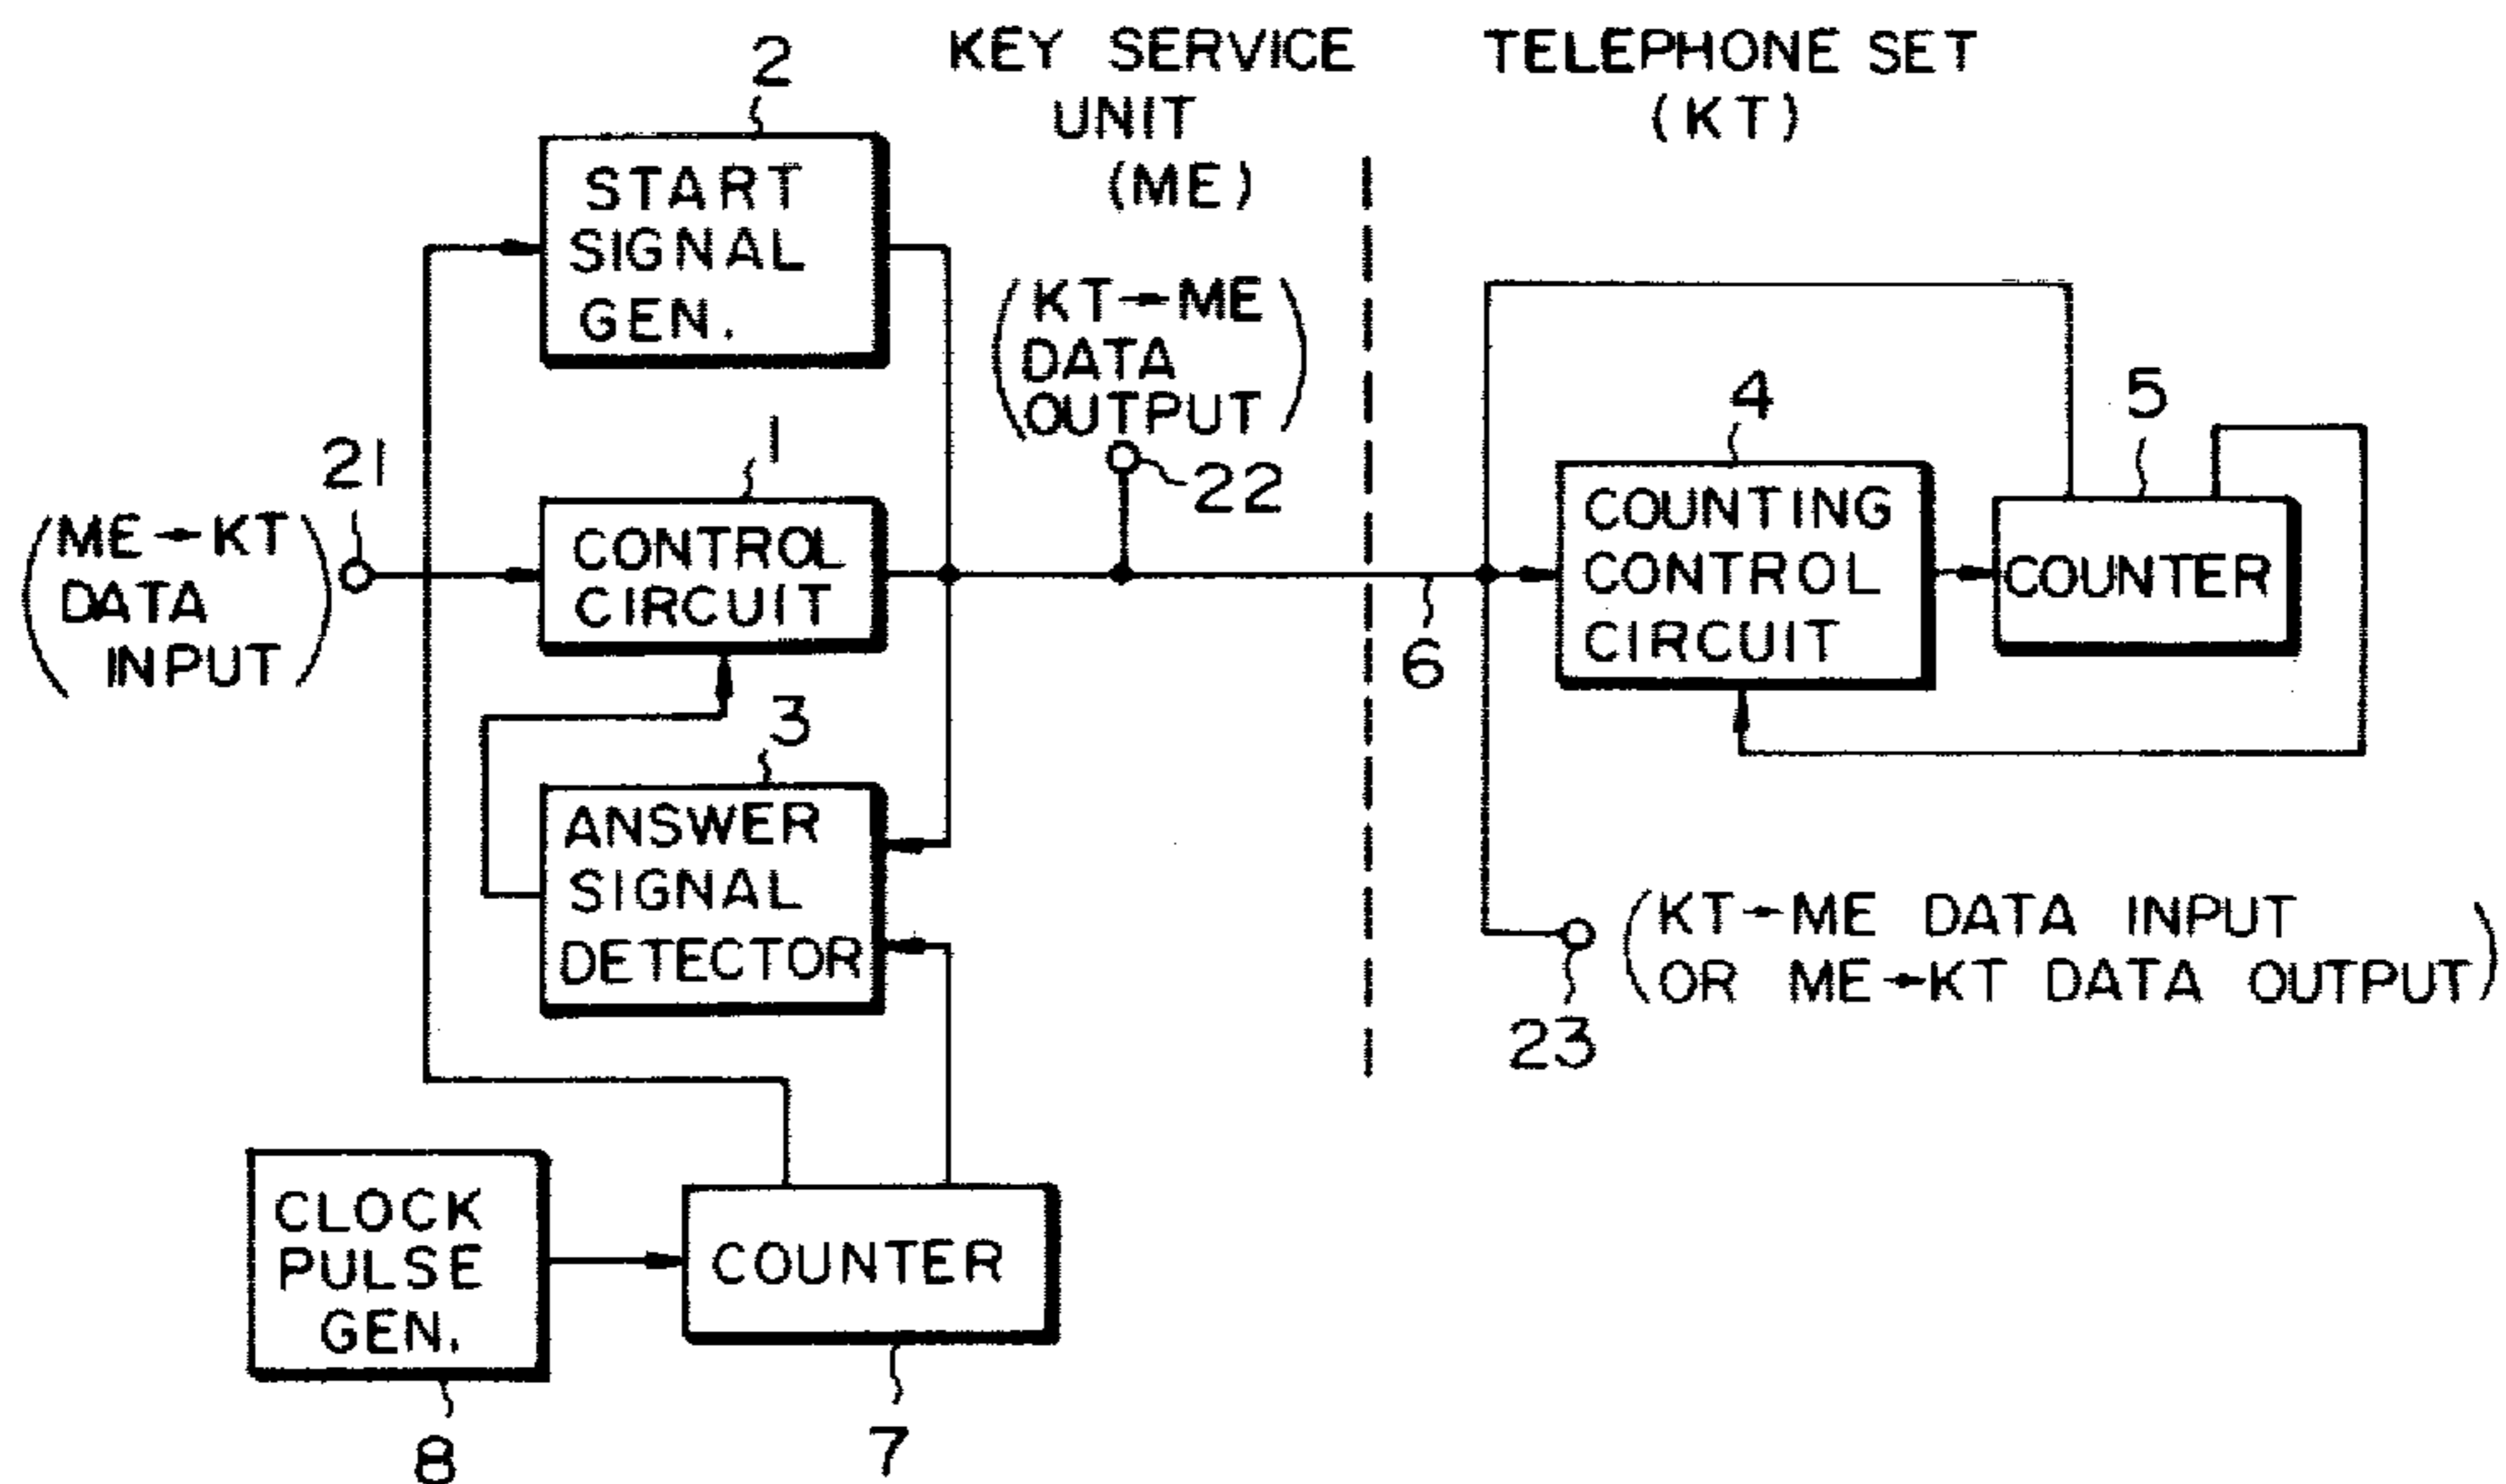 KEY SERVICE
UNIT
(ME)
TELEPHONE SET
(KT)
2
START
SIGNAL
GEN.
(KT→ME
DATA
OUTPUT)
22
21
(ME→KT
DATA
INPUT)
1
CONTROL
CIRCUIT
3
ANSWER
SIGNAL
DETECTOR
6
4
COUNTING
CONTROL
CIRCUIT
5
COUNTER
23
(KT→ME DATA INPUT
OR ME→KT DATA OUTPUT)
CLOCK
PULSE
GEN.
8
COUNTER
7